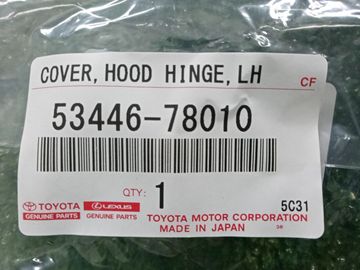 COVER, HOOD HINGE, LH
CF
53446-78010
QTY: 1
5C31
TOYOTA
GENUINE PARTS
LEXUS
GENUINE PARTS
TOYOTA MOTOR CORPORATION
MADE IN JAPAN